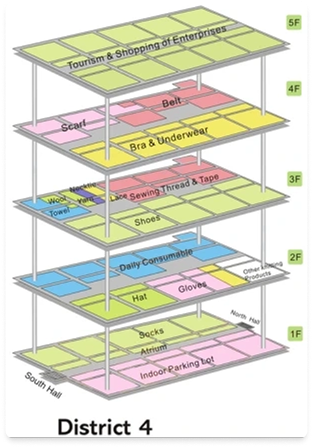 5F
Tourism & Shopping of Enterprises
4F
Belt
Scarf
Bra & Underwear
3F
Necktie
Wool
Yarn
Lace
Sewing Thread & Tape
Towel
Shoes
2F
Daily Consumable
Other knitting
Products
Hat
Gloves
1F
North Hall
Socks
Atrium
Indoor Parking Lot
South Hall
District 4